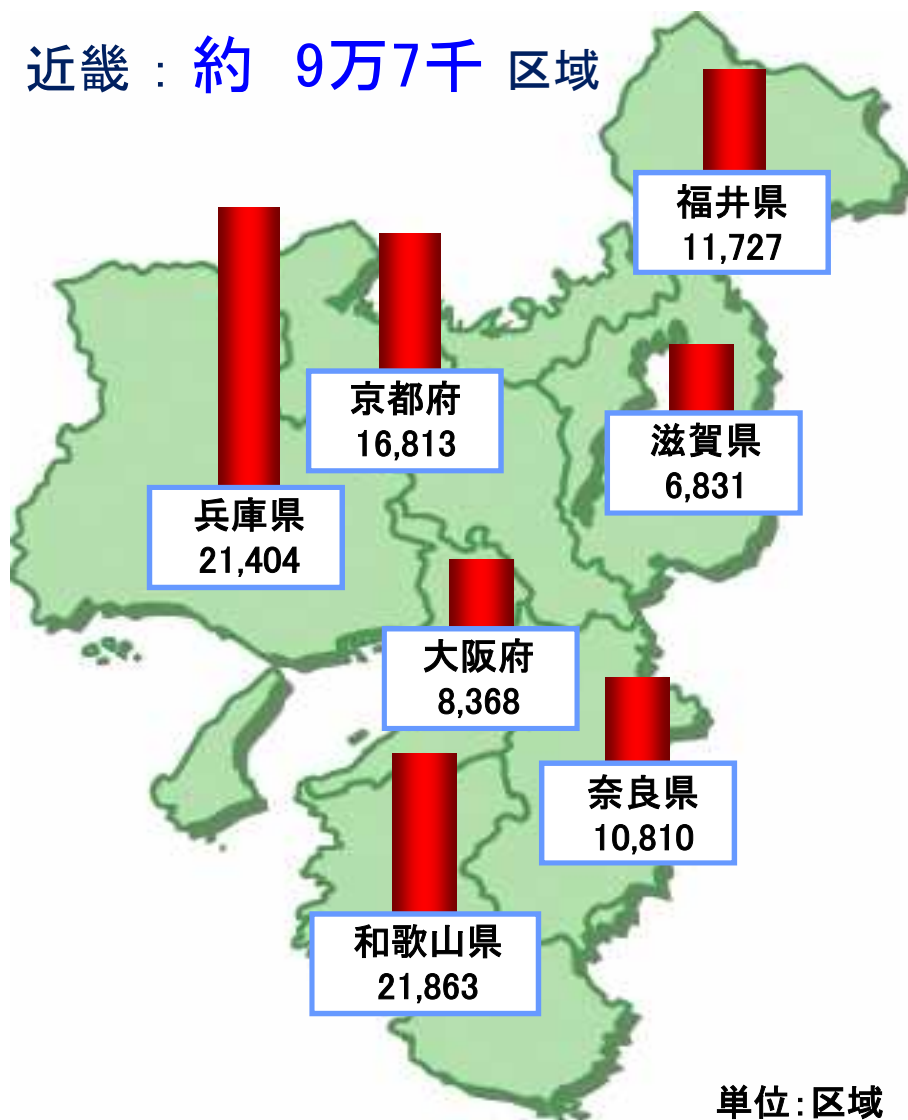 近畿 : 約 9万7千 区域
福井県
11,727
京都府
16,813
滋賀県
6,831
兵庫県
21,404
大阪府
8,368
奈良県
10,810
和歌山県
21,863
単位:区域